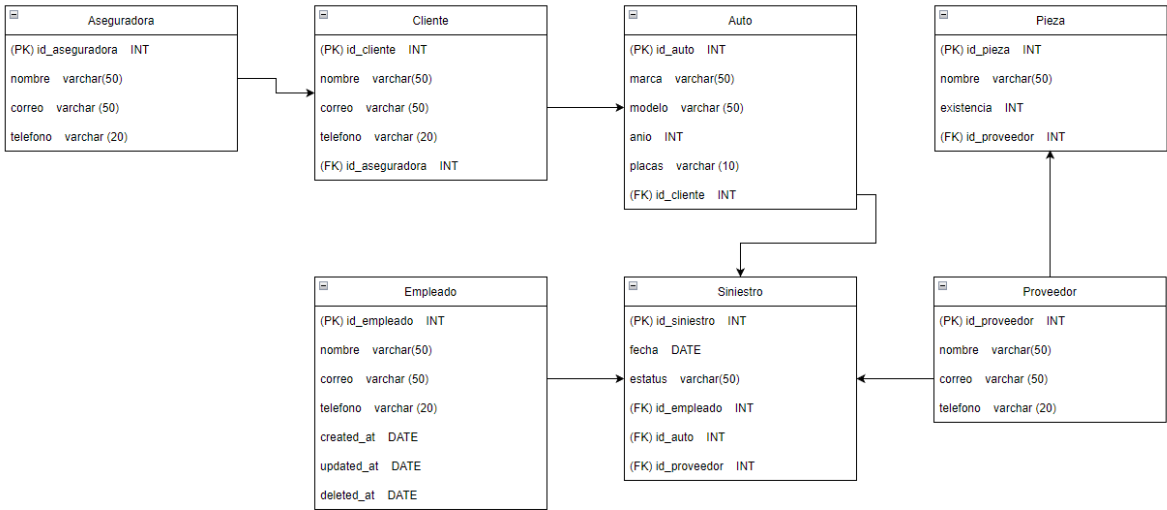 Aseguradora
(PK) id_aseguradora INT
nombre varchar(50)
correo varchar (50)
telefono varchar (20)
Cliente
(PK) id_cliente INT
nombre varchar(50)
correo varchar (50)
telefono varchar (20)
(FK) id_aseguradora INT
Auto
(PK) id_auto INT
marca varchar(50)
modelo varchar (50)
anio INT
placas varchar (10)
(FK) id_cliente INT
Pieza
(PK) id_pieza INT
nombre varchar(50)
existencia INT
(FK) id_proveedor INT
Empleado
(PK) id_empleado INT
nombre varchar(50)
correo varchar (50)
telefono varchar (20)
created_at DATE
updated_at DATE
deleted_at DATE
Siniestro
(PK) id_siniestro INT
fecha DATE
estatus varchar(50)
(FK) id_empleado INT
(FK) id_auto INT
(FK) id_proveedor INT
Proveedor
(PK) id_proveedor INT
nombre varchar(50)
correo varchar (50)
telefono varchar (20)